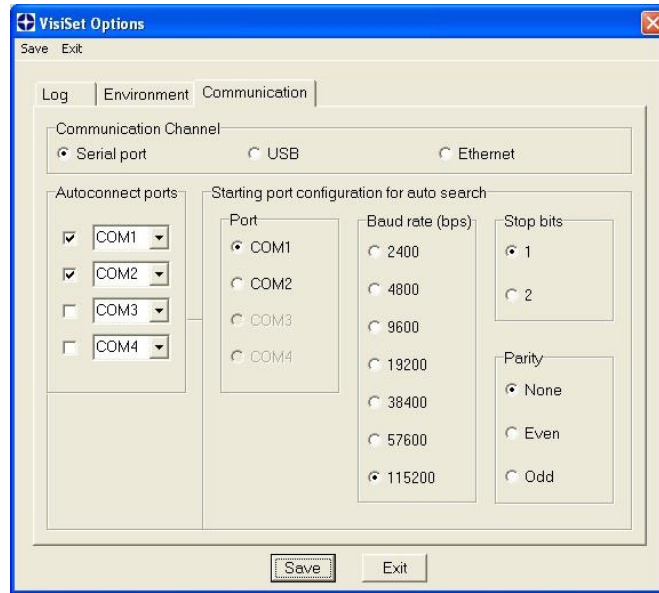 VisiSet Options
Save Exit
Log Environment Communication
Communication Channel
Serial port USB Ethernet
Autoconnect ports
COM1
COM2
COM3
COM4
Starting port configuration for auto search
Port
COM1
COM2
COM3
COM4
Baud rate (bps)
2400
4800
9600
19200
38400
57600
115200
Stop bits
1
2
Parity
None
Even
Odd
Save Exit